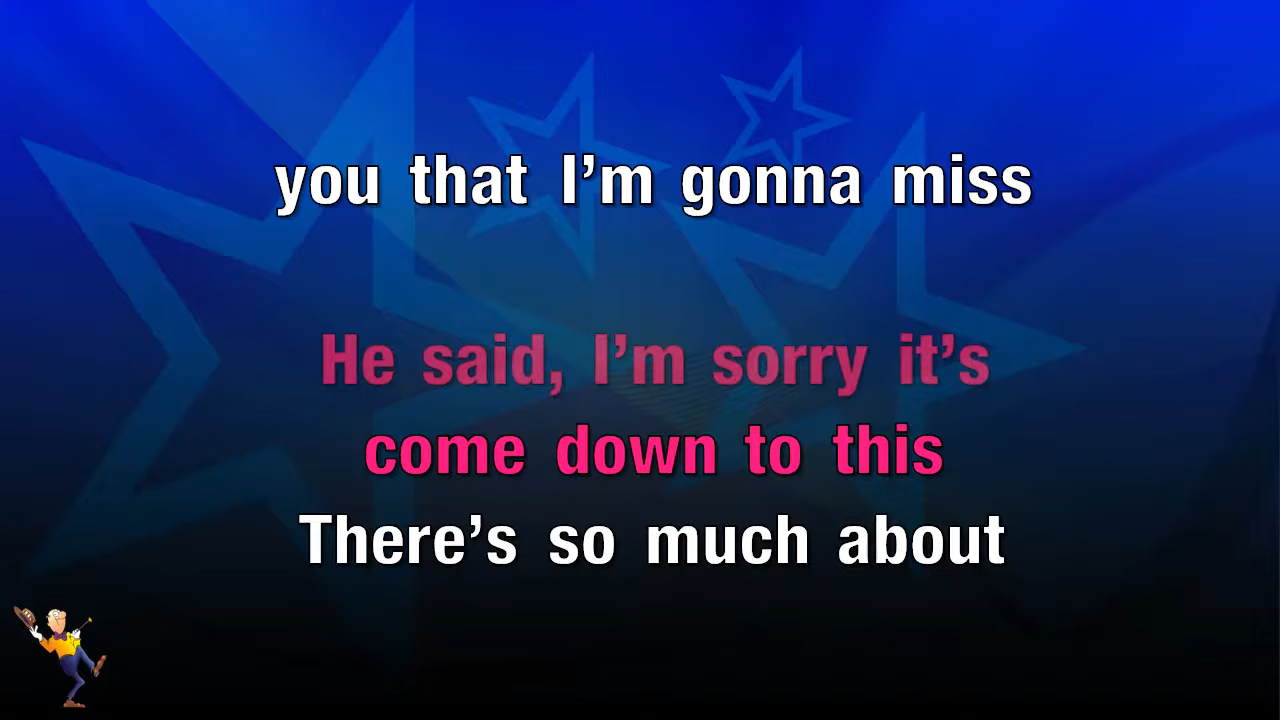 you that I’m gonna miss
He said, I’m sorry it’s
come down to this
There’s so much about